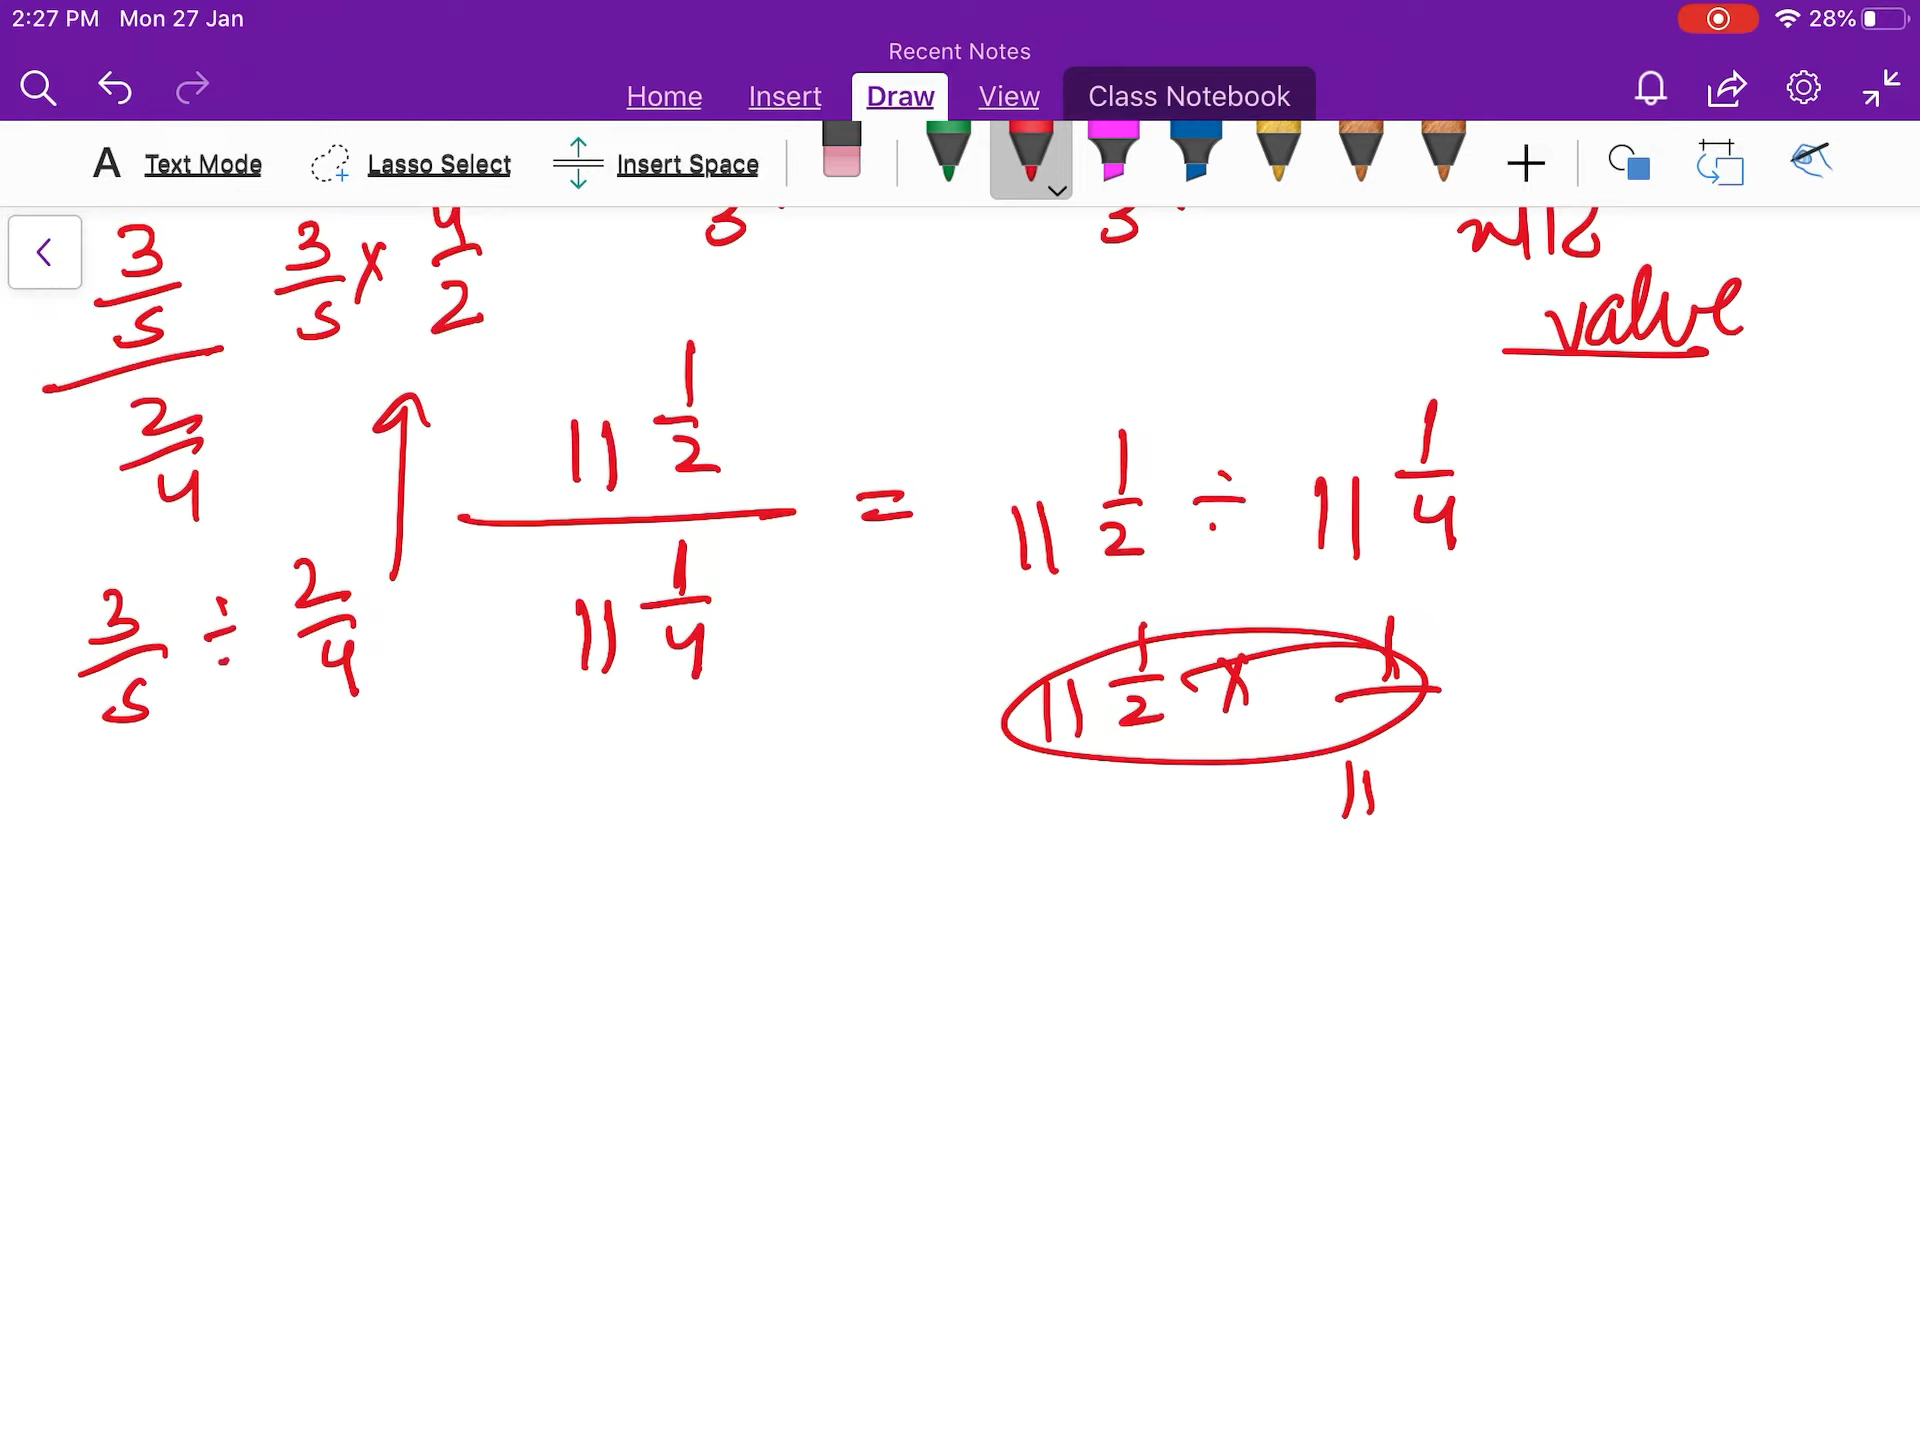 2:27 PM Mon 27 Jan
28%
Recent Notes
Home Insert Draw View Class Notebook
A Text Mode Lasso Select Insert Space
3/5 3/5 x 4/2
3 3
value
3/5
2/4
11 1/2
11 1/4
= 11 1/2 ÷ 11 1/4
3/5 ÷ 2/4
11 1/2 x 1
11